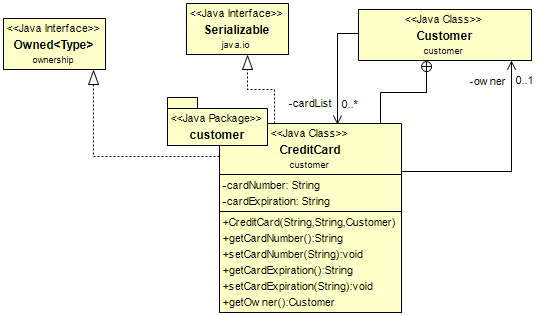 <<Java Interface>>
Owned<Type>
ownership
<<Java Interface>>
Serializable
java.io
<<Java Class>>
Customer
customer
-cardList
0..*
-owner
0..1
<<Java Package>>
customer
<<Java Class>>
CreditCard
customer
-cardNumber: String
-cardExpiration: String
+CreditCard(String,String,Customer)
+getCardNumber():String
+setCardNumber(String):void
+getCardExpiration():String
+setCardExpiration(String):void
+getOwner():Customer